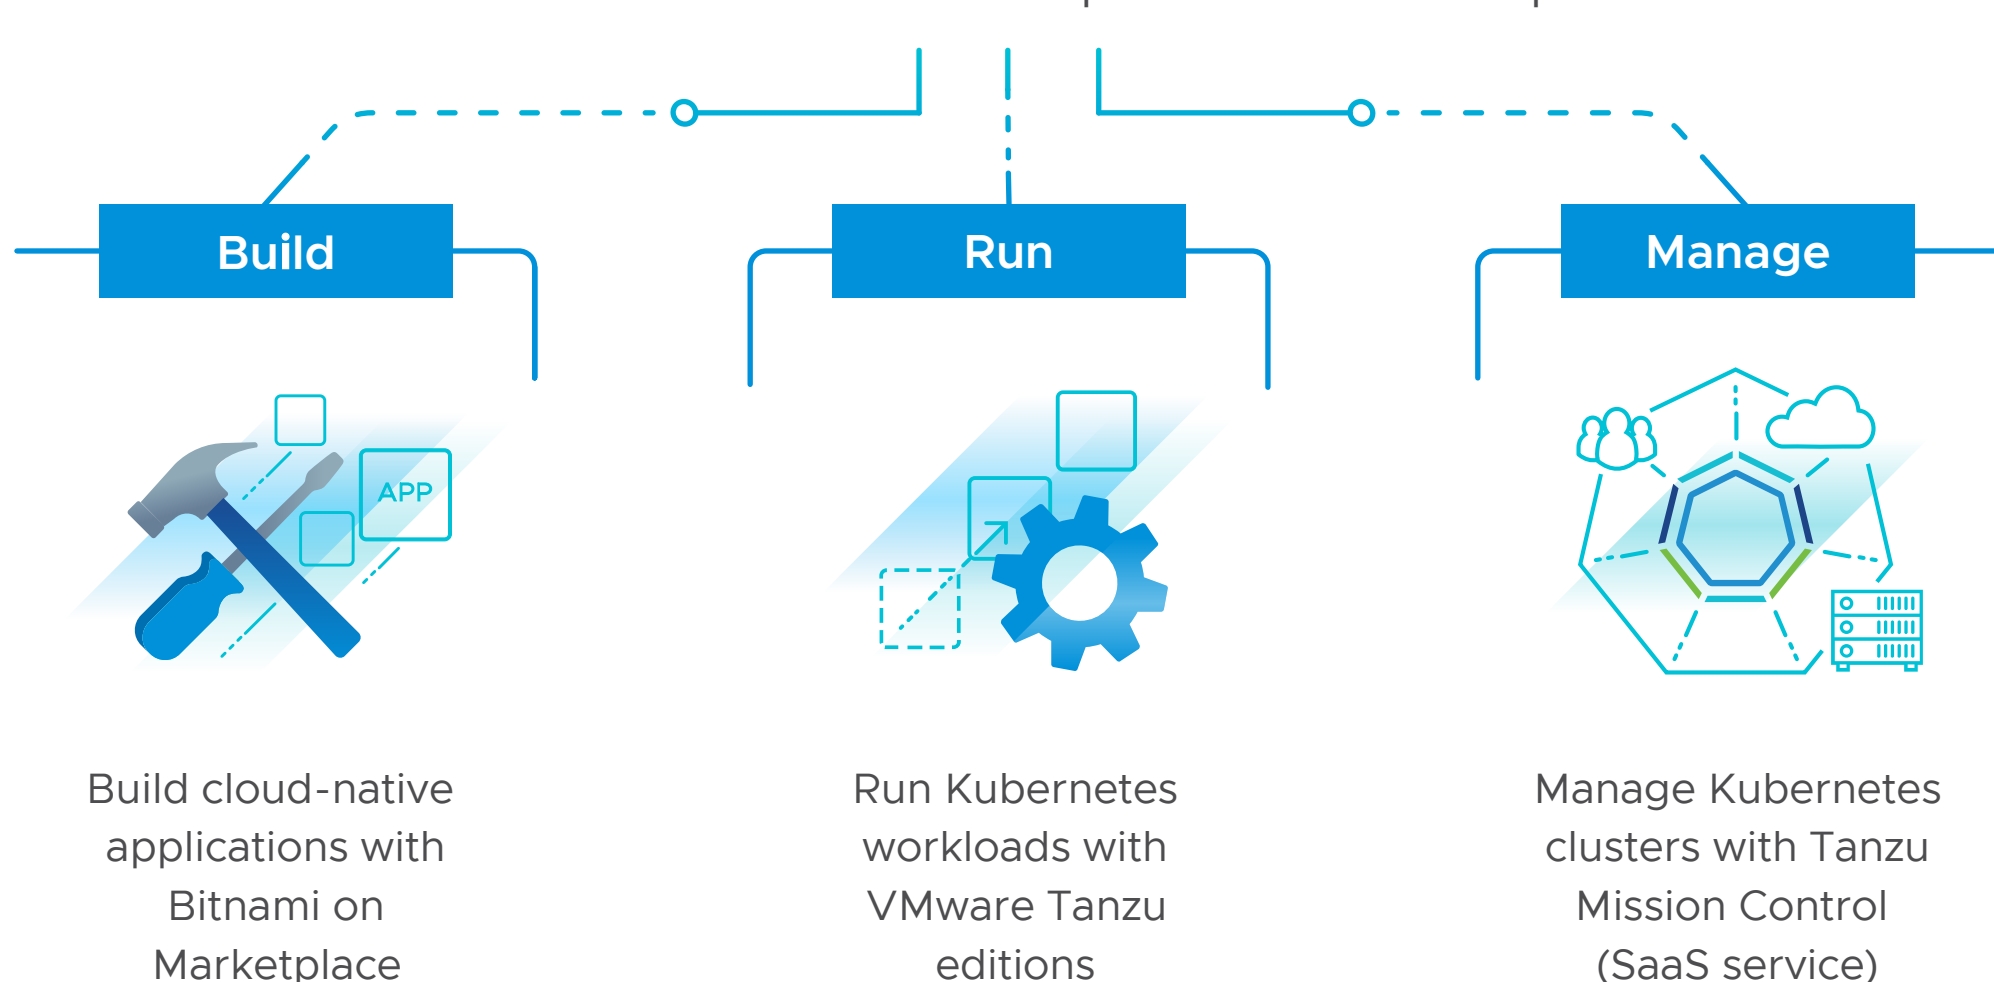 Build
Run
Manage
APP
Build cloud-native
applications with
Bitnami on
Marketplace
Run Kubernetes
workloads with
VMware Tanzu
editions
Manage Kubernetes
clusters with Tanzu
Mission Control
(SaaS service)